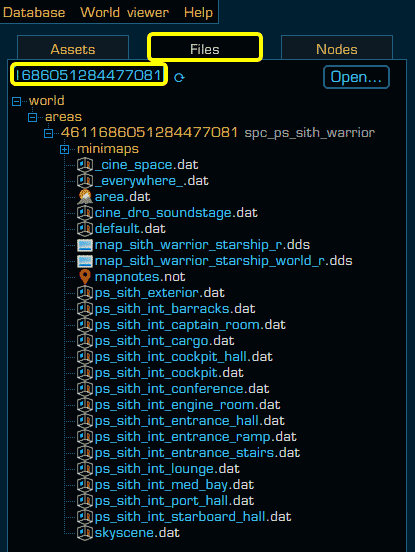 Database World viewer Help
Assets Files Nodes
1686051284477081 Open...
world
areas
4611686051284477081 spc_ps_sith_warrior
minimaps
_cine_space.dat
_everywhere_.dat
area.dat
cine_dro_soundstage.dat
default.dat
map_sith_warrior_starship_r.dds
map_sith_warrior_starship_world_r.dds
mapnotes.not
ps_sith_exterior.dat
ps_sith_int_barracks.dat
ps_sith_int_captain_room.dat
ps_sith_int_cargo.dat
ps_sith_int_cockpit_hall.dat
ps_sith_int_cockpit.dat
ps_sith_int_conference.dat
ps_sith_int_engine_room.dat
ps_sith_int_entrance_hall.dat
ps_sith_int_entrance_ramp.dat
ps_sith_int_entrance_stairs.dat
ps_sith_int_lounge.dat
ps_sith_int_med_bay.dat
ps_sith_int_port_hall.dat
ps_sith_int_starboard_hall.dat
skyscene.dat